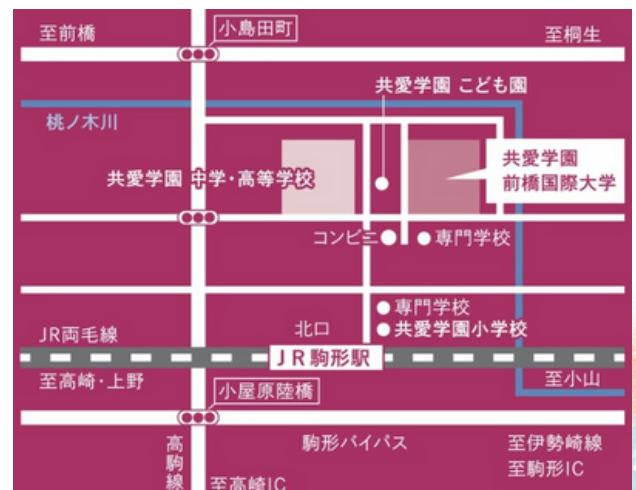 至前橋
小島田町
至桐生
共愛学園 こども園
桃ノ木川
共愛学園
前橋国際大学
共愛学園 中学・高等学校
コンビニ
専門学校
専門学校
共愛学園小学校
北口
JR両毛線
JR駒形駅
至高崎・上野
小屋原陸橋
至小山
高駒線
駒形バイパス
至伊勢崎線
至駒形IC
至高崎IC